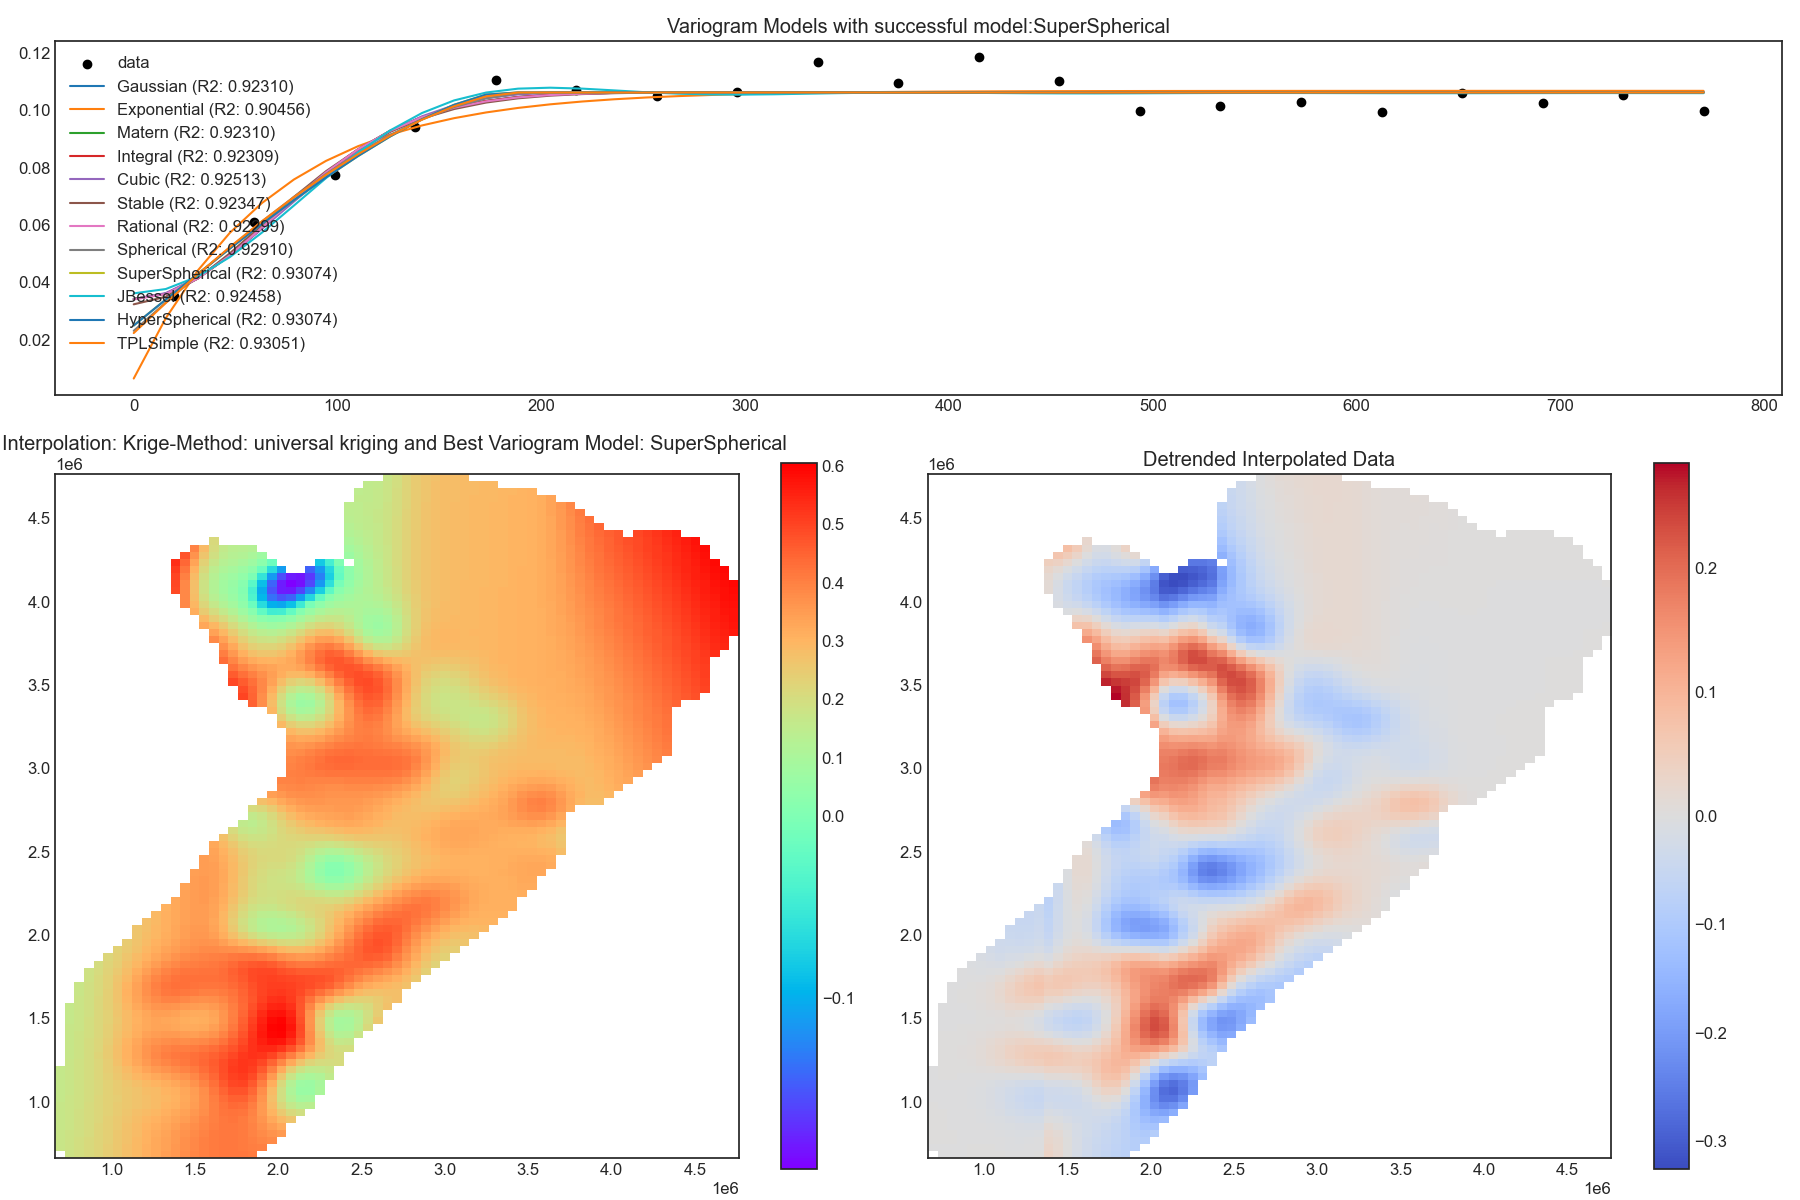 Variogram Models with successful model:SuperSpherical
0.12
0.10
0.08
0.06
0.04
0.02
data
Gaussian (R2: 0.92310)
Exponential (R2: 0.90456)
Matern (R2: 0.92310)
Integral (R2: 0.92309)
Cubic (R2: 0.92513)
Stable (R2: 0.92347)
Rational (R2: 0.92299)
Spherical (R2: 0.92910)
SuperSpherical (R2: 0.93074)
JBessel (R2: 0.92458)
HyperSpherical (R2: 0.93074)
TPLSimple (R2: 0.93051)
0 100 200 300 400 500 600 700 800
Interpolation: Krige-Method: universal kriging and Best Variogram Model: SuperSpherical
1e6
4.5
4.0
3.5
3.0
2.5
2.0
1.5
1.0
1.0 1.5 2.0 2.5 3.0 3.5 4.0 4.5
1e6
0.6
0.5
0.4
0.3
0.2
0.1
0.0
−0.1
Detrended Interpolated Data
1e6
4.5
4.0
3.5
3.0
2.5
2.0
1.5
1.0
1.0 1.5 2.0 2.5 3.0 3.5 4.0 4.5
1e6
0.2
0.1
0.0
−0.1
−0.2
−0.3